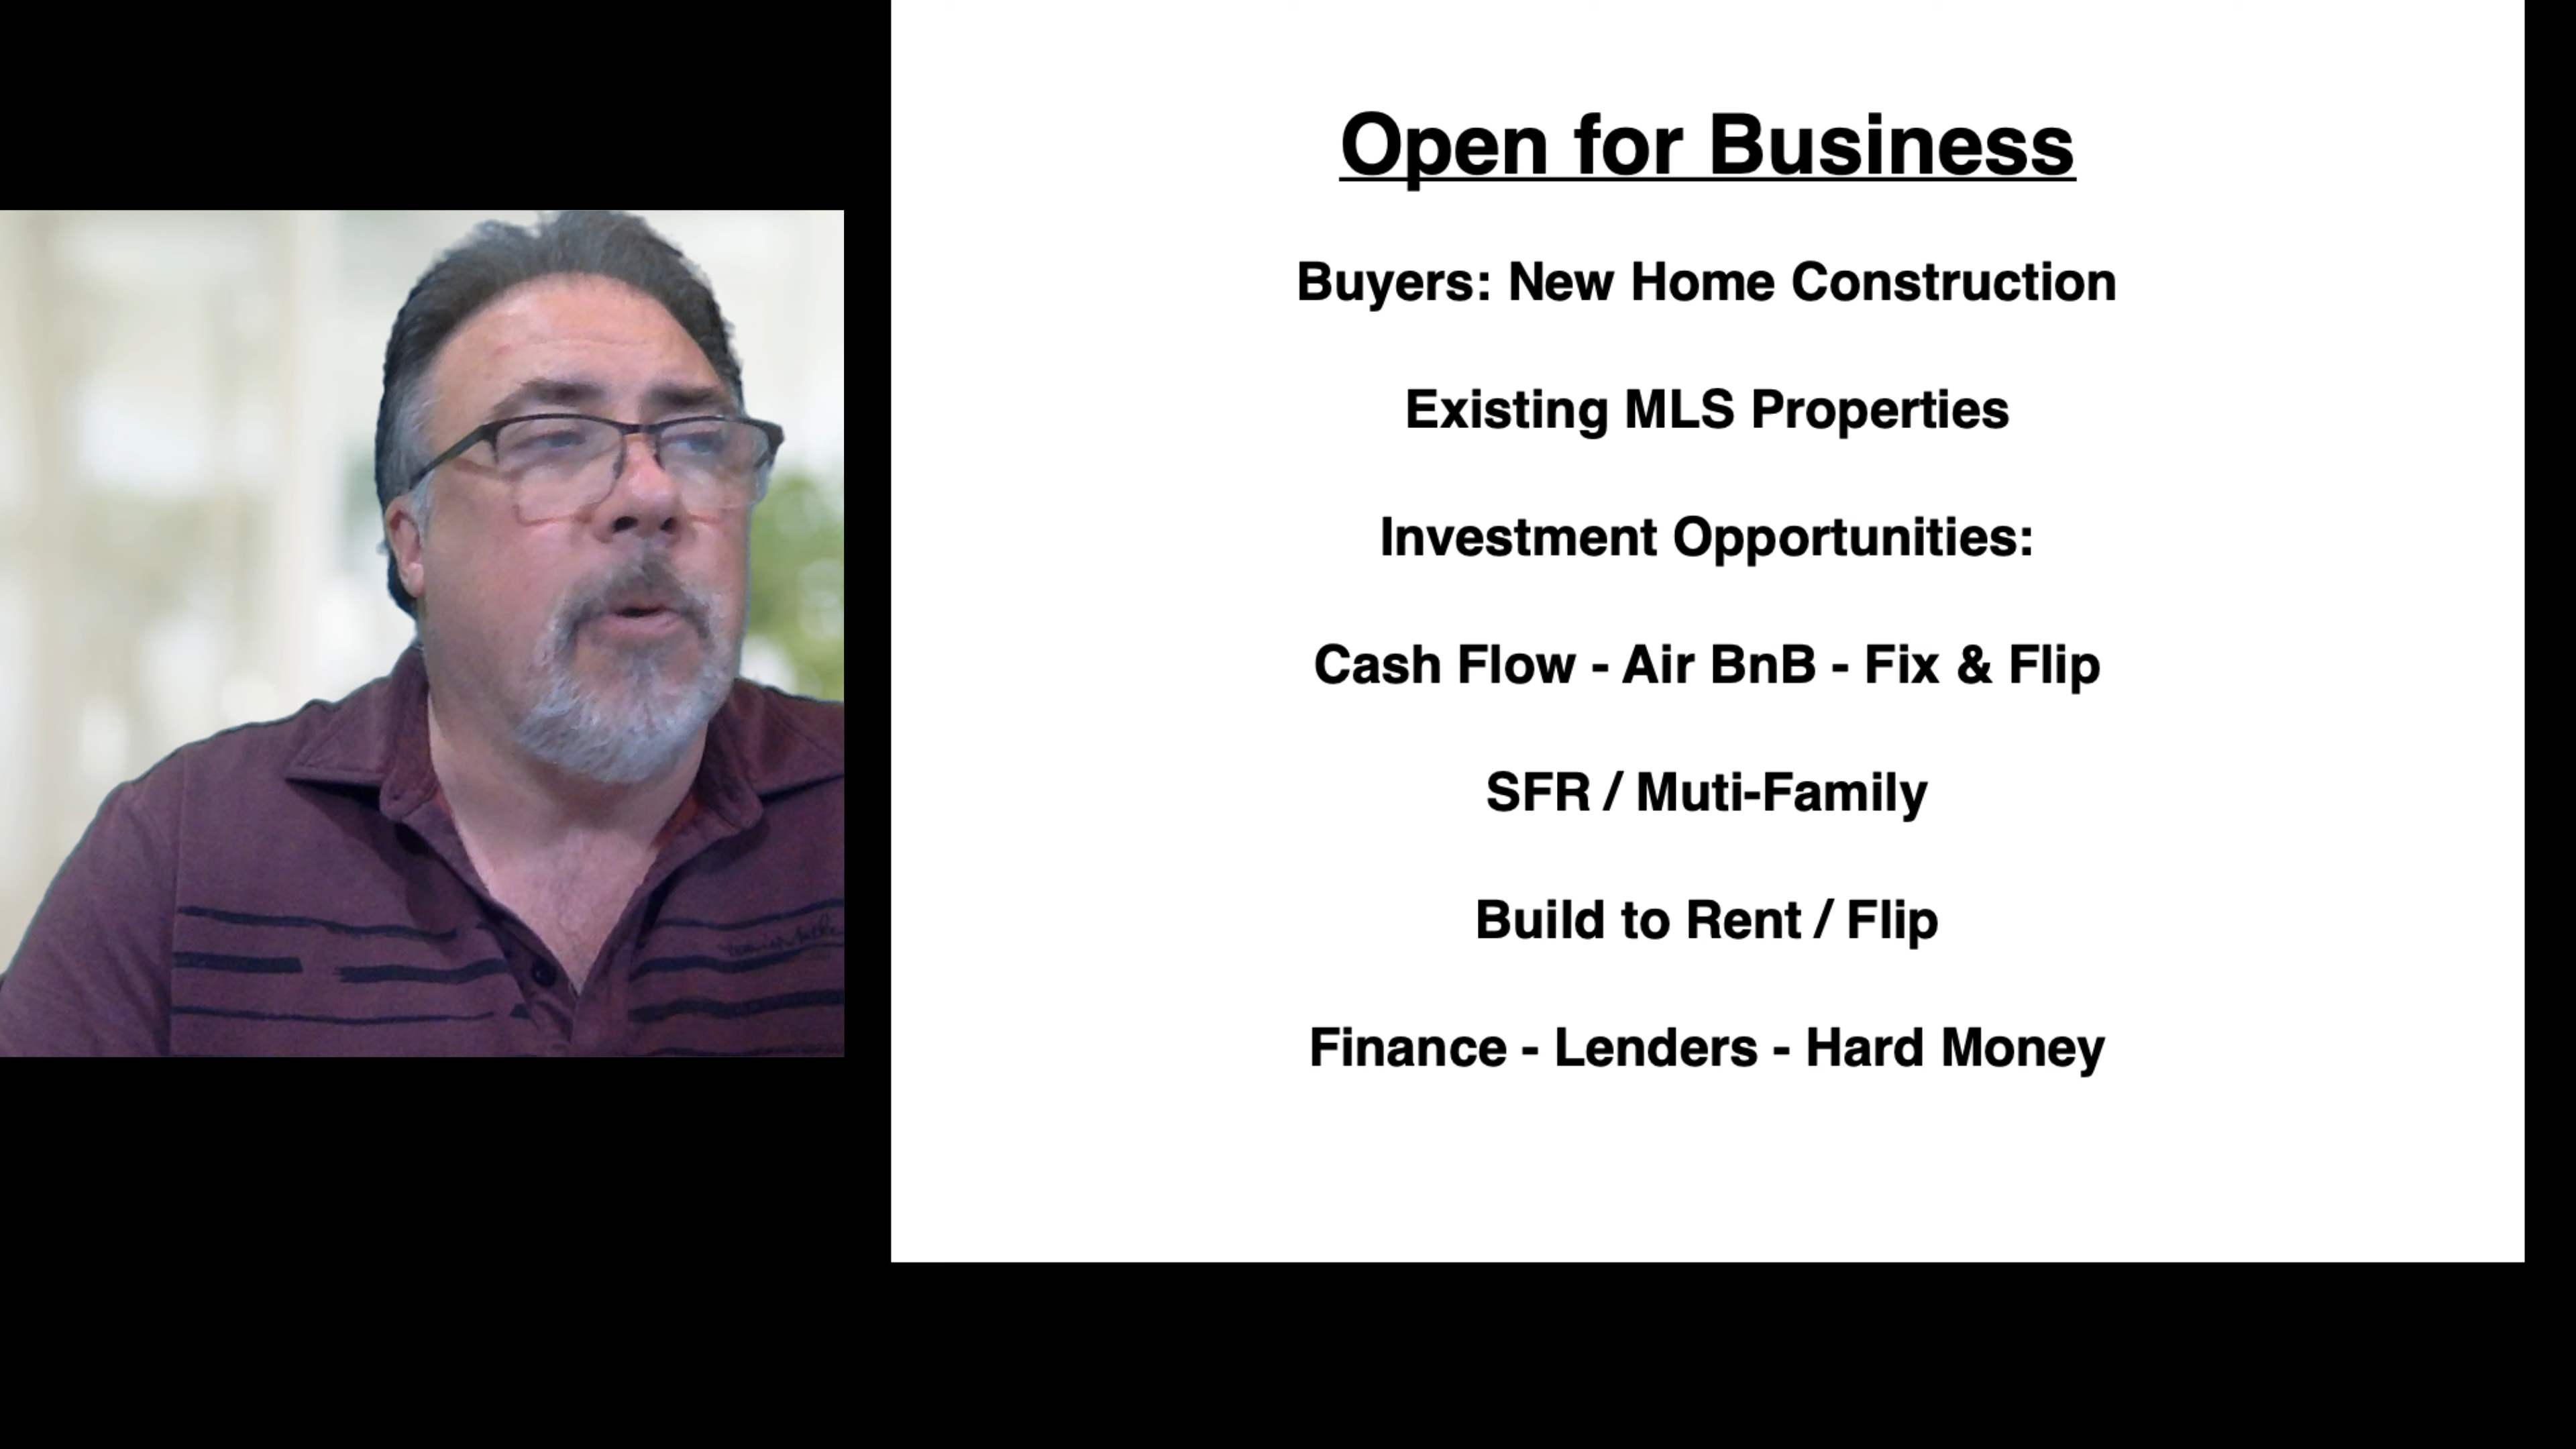 Open for Business
Buyers: New Home Construction
Existing MLS Properties
Investment Opportunities:
Cash Flow - Air BnB - Fix & Flip
SFR / Muti-Family
Build to Rent / Flip
Finance - Lenders - Hard Money